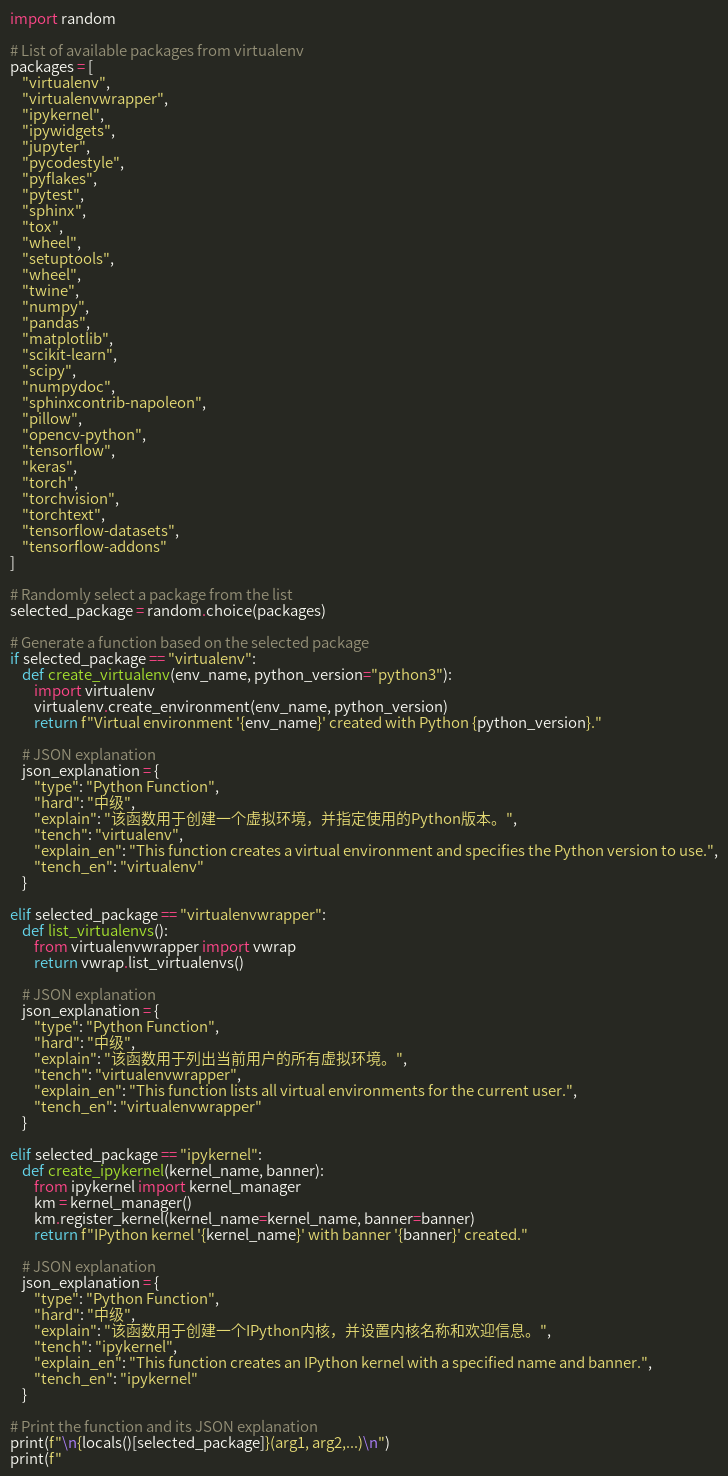 import random

# List of available packages from virtualenv
packages = [
    "virtualenv",
    "virtualenvwrapper",
    "ipykernel",
    "ipywidgets",
    "jupyter",
    "pycodestyle",
    "pyflakes",
    "pytest",
    "sphinx",
    "tox",
    "wheel",
    "setuptools",
    "wheel",
    "twine",
    "numpy",
    "pandas",
    "matplotlib",
    "scikit-learn",
    "scipy",
    "numpydoc",
    "sphinxcontrib-napoleon",
    "pillow",
    "opencv-python",
    "tensorflow",
    "keras",
    "torch",
    "torchvision",
    "torchtext",
    "tensorflow-datasets",
    "tensorflow-addons"
]

# Randomly select a package from the list
selected_package = random.choice(packages)

# Generate a function based on the selected package
if selected_package == "virtualenv":
    def create_virtualenv(env_name, python_version="python3"):
        import virtualenv
        virtualenv.create_environment(env_name, python_version)
        return f"Virtual environment '{env_name}' created with Python {python_version}."

    # JSON explanation
    json_explanation = {
        "type": "Python Function",
        "hard": "中级",
        "explain": "该函数用于创建一个虚拟环境，并指定使用的Python版本。",
        "tench": "virtualenv",
        "explain_en": "This function creates a virtual environment and specifies the Python version to use.",
        "tench_en": "virtualenv"
    }

elif selected_package == "virtualenvwrapper":
    def list_virtualenvs():
        from virtualenvwrapper import vwrap
        return vwrap.list_virtualenvs()

    # JSON explanation
    json_explanation = {
        "type": "Python Function",
        "hard": "中级",
        "explain": "该函数用于列出当前用户的所有虚拟环境。",
        "tench": "virtualenvwrapper",
        "explain_en": "This function lists all virtual environments for the current user.",
        "tench_en": "virtualenvwrapper"
    }

elif selected_package == "ipykernel":
    def create_ipykernel(kernel_name, banner):
        from ipykernel import kernel_manager
        km = kernel_manager()
        km.register_kernel(kernel_name=kernel_name, banner=banner)
        return f"IPython kernel '{kernel_name}' with banner '{banner}' created."

    # JSON explanation
    json_explanation = {
        "type": "Python Function",
        "hard": "中级",
        "explain": "该函数用于创建一个IPython内核，并设置内核名称和欢迎信息。",
        "tench": "ipykernel",
        "explain_en": "This function creates an IPython kernel with a specified name and banner.",
        "tench_en": "ipykernel"
    }

# Print the function and its JSON explanation
print(f"\n{locals()[selected_package]}(arg1, arg2,...)\n")
print(f"